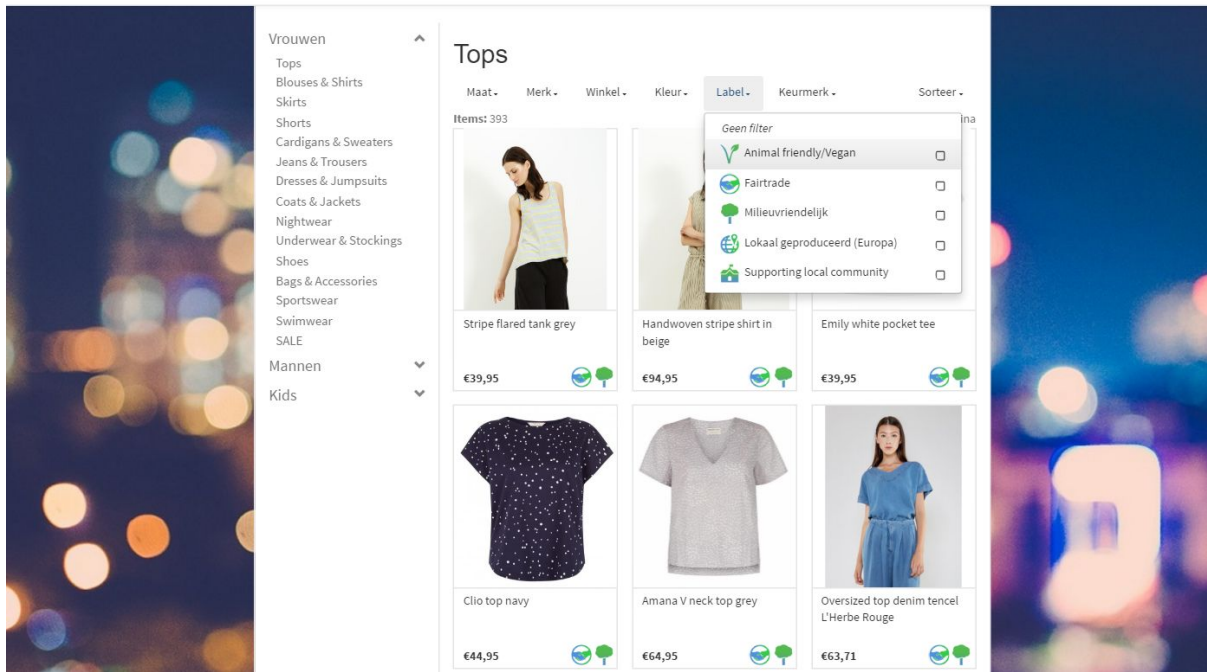 Vrouwen
Tops
Blouses & Shirts
Skirts
Shorts
Cardigans & Sweaters
Jeans & Trousers
Dresses & Jumpsuits
Coats & Jackets
Nightwear
Underwear & Stockings
Shoes
Bags & Accessories
Sportswear
Swimwear
SALE
Mannen
Kids
Tops
Maat Merk Winkel Kleur Label Keurmerk Sorteer
Items: 393 ina
Geen filter
Animal friendly/Vegan
Fairtrade
Milieuvriendelijk
Lokaal geproduceerd (Europa)
Supporting local community
Stripe flared tank grey
€39,95
Handwoven stripe shirt in
beige
€94,95
Emily white pocket tee
€39,95
Clio top navy
€44,95
Amana V neck top grey
€64,95
Oversized top denim tencel
L'Herbe Rouge
€63,71